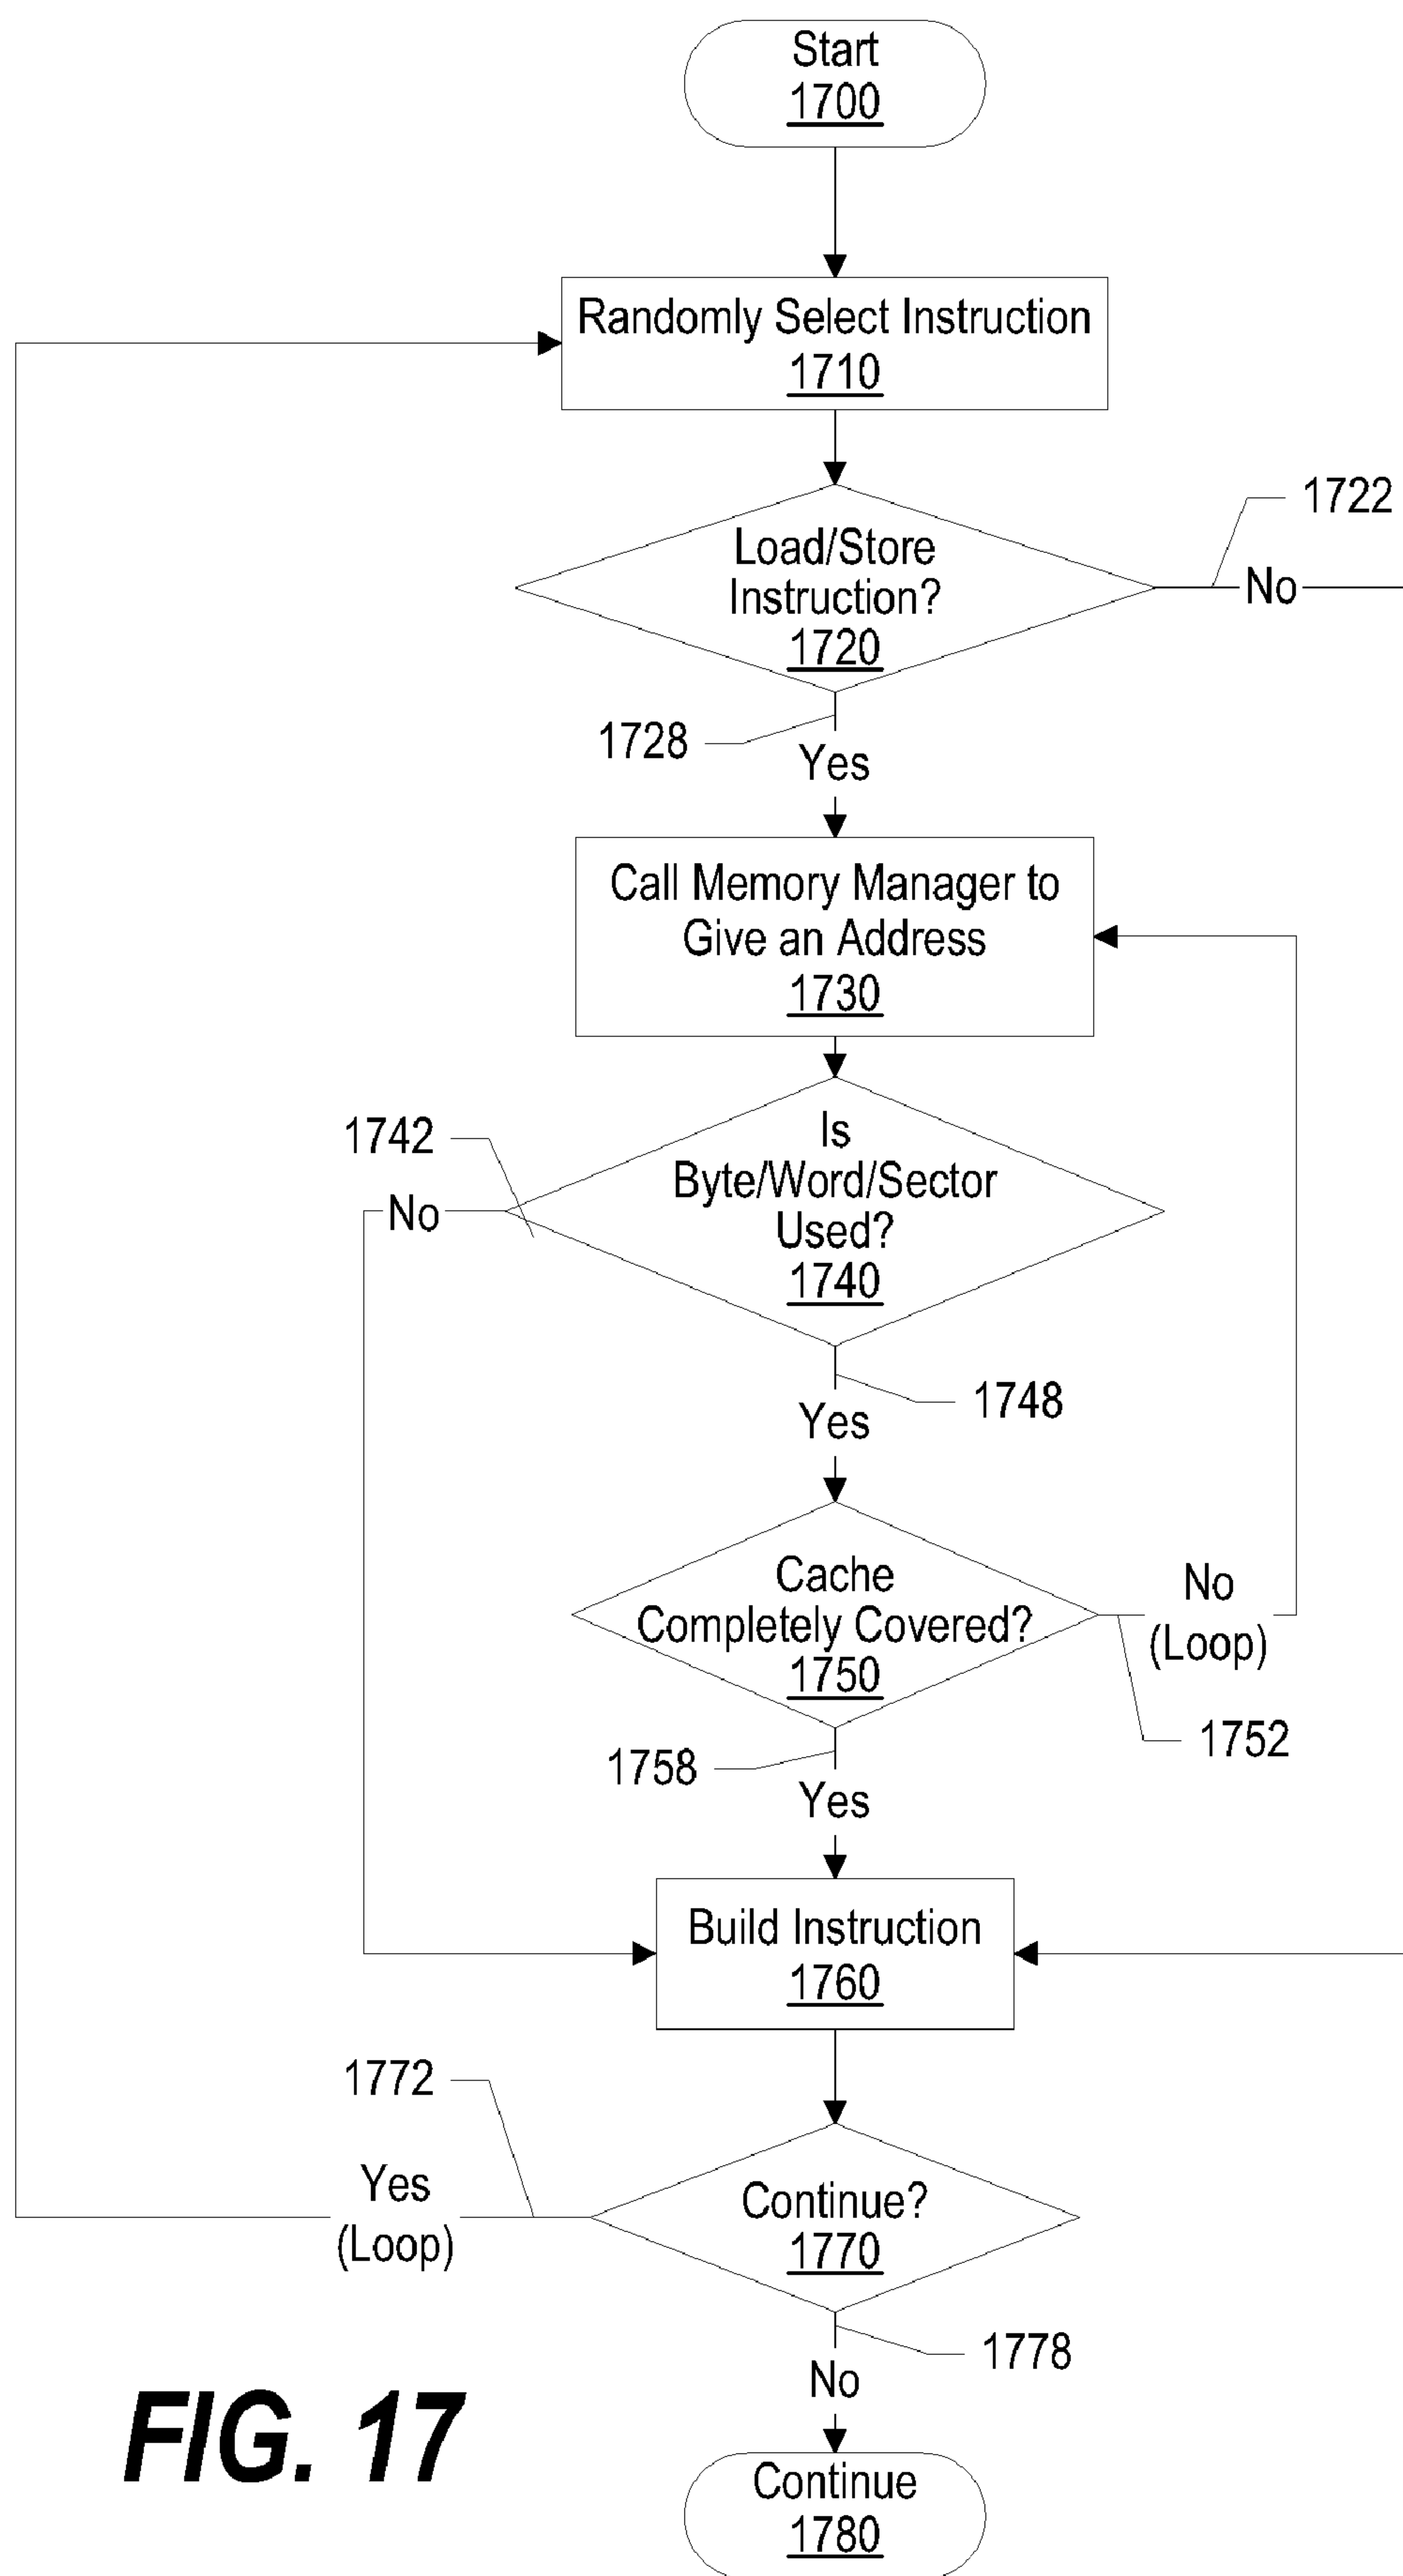 Start
1700
Randomly Select Instruction
1710
1722
Load/Store
Instruction?
1720
No
1728
Yes
Call Memory Manager to
Give an Address
1730
1742
No
Is
Byte/Word/Sector
Used?
1740
1748
Yes
Cache
Completely Covered?
1750
No
(Loop)
1752
1758
Yes
Build Instruction
1760
1772
Yes
(Loop)
Continue?
1770
1778
No
FIG. 17
Continue
1780